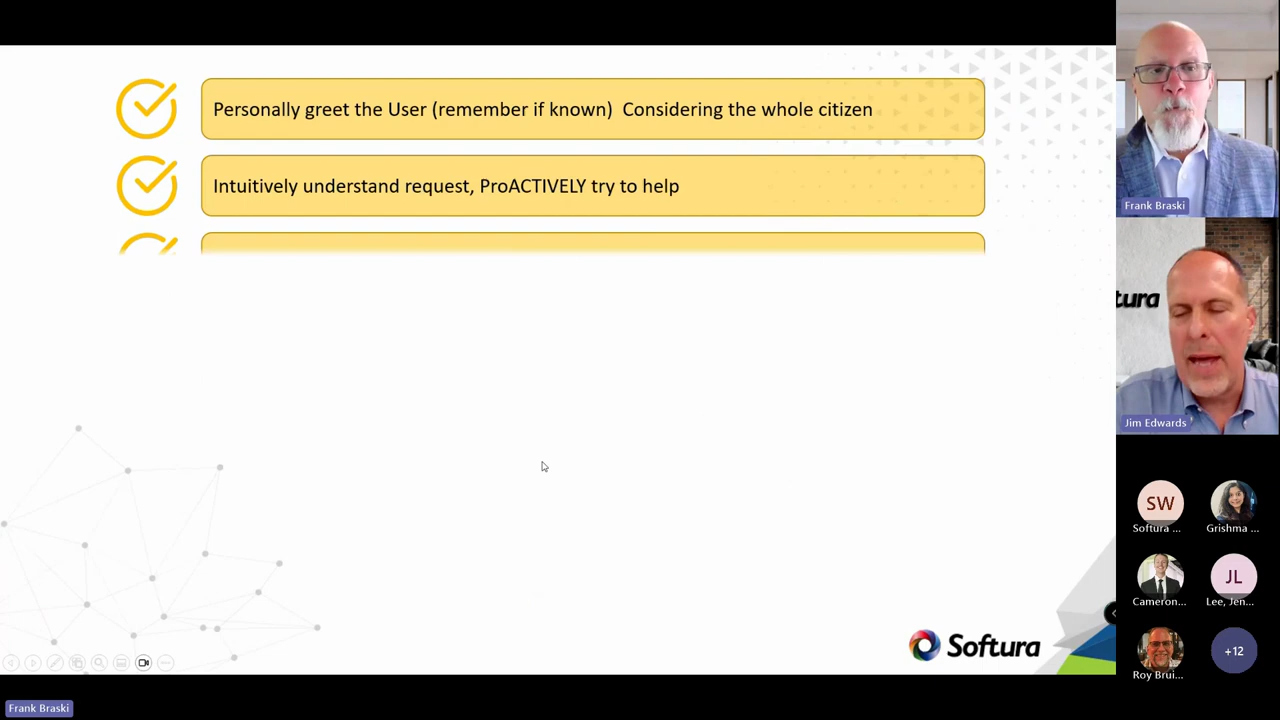 Personally greet the User (remember if known)  Considering the whole citizen
Intuitively understand request, ProACTIVELY try to help
Softura
Frank Braski
tura
Jim Edwards
SW
Softura ...
Grishma ...
Cameron...
JL
Lee, Jen...
Roy Brui...
+12
Frank Braski